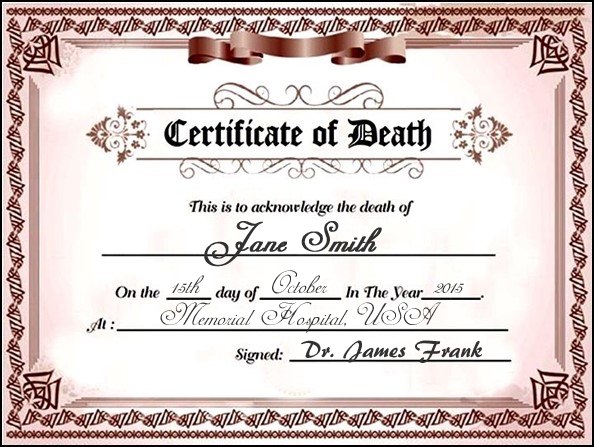 Certificate of Death
This is to acknowledge the death of
Jane Smith
On the 15th day of October In The Year 2015.
At : Memorial Hospital, USA
Signed: Dr. James Frank